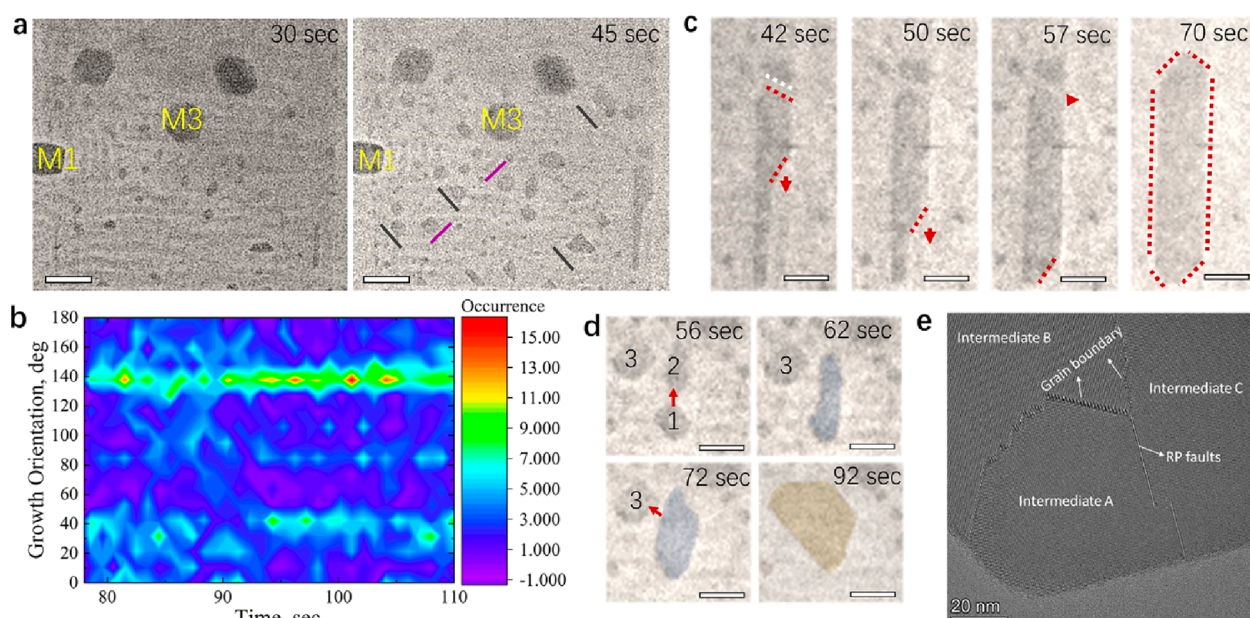 a
30 sec
M3
M1
45 sec
M3
M1
c
42 sec
50 sec
57 sec
70 sec
b
Occurrence
180
160
140
120
100
80
60
40
20
0
Growth Orientation, deg
80
90
100
110
Time, sec
15.00
13.00
11.00
9.000
7.000
5.000
3.000
1.000
-1.000
d
56 sec
3
2
1
62 sec
3
72 sec
3
92 sec
e
Intermediate B
Grain boundary
Intermediate C
RP faults
Intermediate A
20 nm